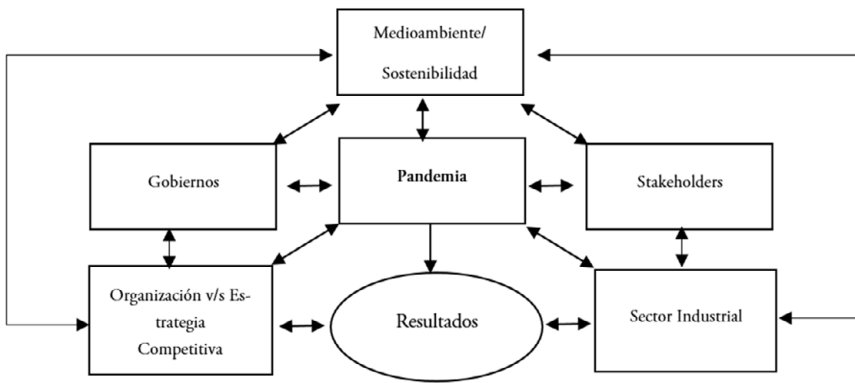 Medioambiente/
Sostenibilidad
Gobiernos
Pandemia
Stakeholders
Organización v/s Es-
trategia
Competitiva
Resultados
Sector Industrial